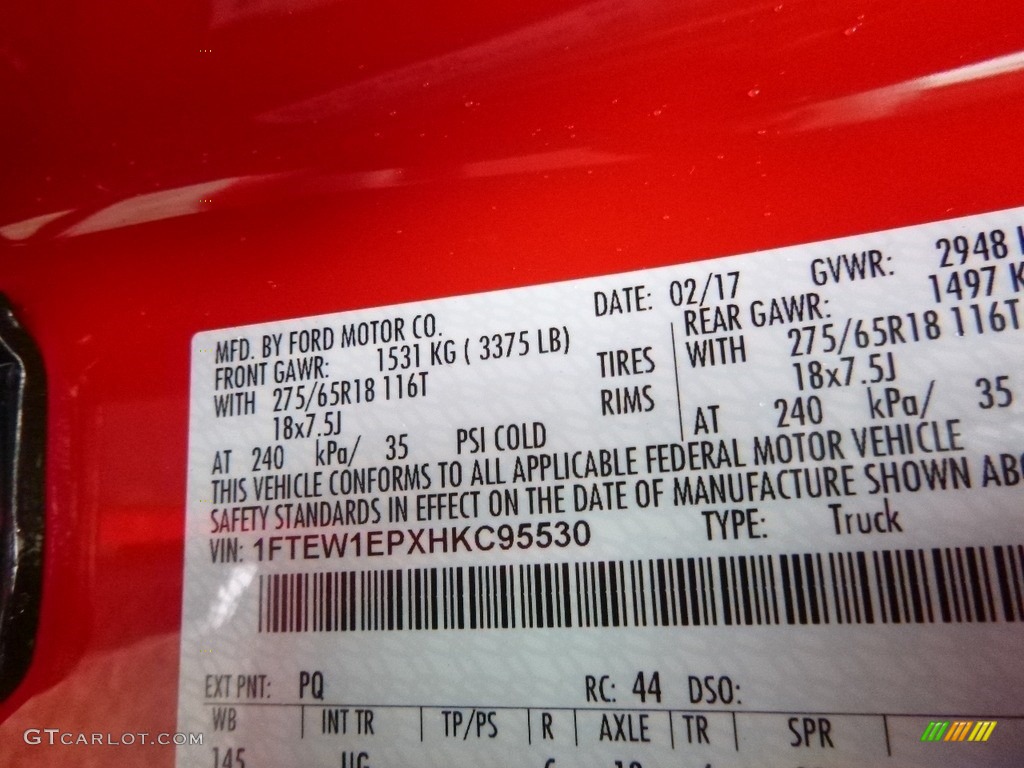 MFD. BY FORD MOTOR CO. DATE: 02/17 GVWR: 2948
FRONT GAWR: 1531 KG ( 3375 LB) REAR GAWR: 1497 K
WITH 275/65R18 116T TIRES WITH 275/65R18 116T
18x7.5J RIMS 18x7.5J
AT 240 kPa/ 35 PSI COLD AT 240 kPa/ 35
THIS VEHICLE CONFORMS TO ALL APPLICABLE FEDERAL MOTOR VEHICLE
SAFETY STANDARDS IN EFFECT ON THE DATE OF MANUFACTURE SHOWN ABO
VIN: 1FTEW1EPXHKC95530 TYPE: Truck
EXT PNT: PQ RC: 44 DSO:
WB INT TR TP/PS R AXLE TR SPR
145 UG
GTCARLOT.COM